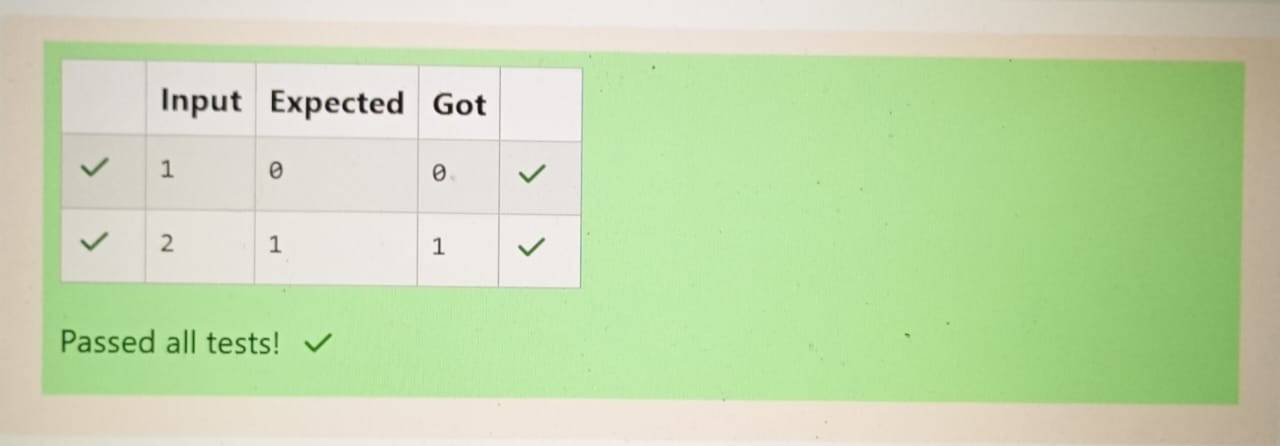 Input Expected Got
1 0 0
2 1 1
Passed all tests!